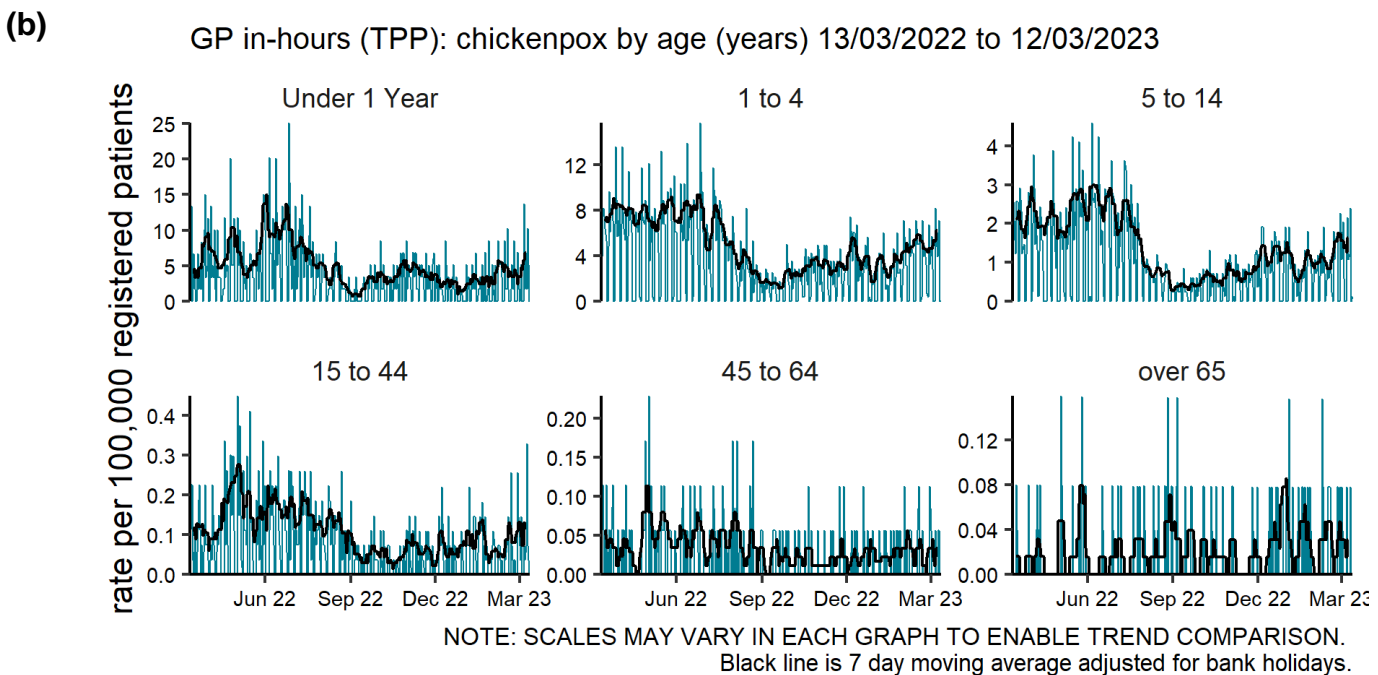 (b)
GP in-hours (TPP): chickenpox by age (years) 13/03/2022 to 12/03/2023
rate per 100,000 registered patients
Under 1 Year
25
20
15
10
5
0
1 to 4
12
8
4
0
5 to 14
4
3
2
1
0
15 to 44
0.4
0.3
0.2
0.1
0.0
Jun 22 Sep 22 Dec 22 Mar 23
45 to 64
0.20
0.15
0.10
0.05
0.00
Jun 22 Sep 22 Dec 22 Mar 23
over 65
0.12
0.08
0.04
0.00
Jun 22 Sep 22 Dec 22 Mar 23
NOTE: SCALES MAY VARY IN EACH GRAPH TO ENABLE TREND COMPARISON.
Black line is 7 day moving average adjusted for bank holidays.